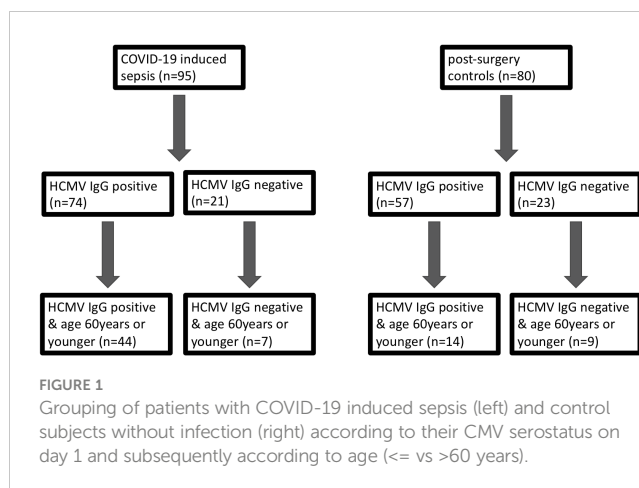 COVID-19 induced
sepsis (n=95)
post-surgery
controls (n=80)
HCMV IgG positive
(n=74)
HCMV IgG negative
(n=21)
HCMV IgG positive
(n=57)
HCMV IgG negative
(n=23)
HCMV IgG positive
& age 60years or
younger (n=44)
HCMV IgG negative
& age 60years or
younger (n=7)
HCMV IgG positive
& age 60years or
younger (n=14)
HCMV IgG negative
& age 60years or
younger (n=9)
FIGURE 1
Grouping of patients with COVID-19 induced sepsis (left) and control
subjects without infection (right) according to their CMV serostatus on
day 1 and subsequently according to age (<= vs >60 years).